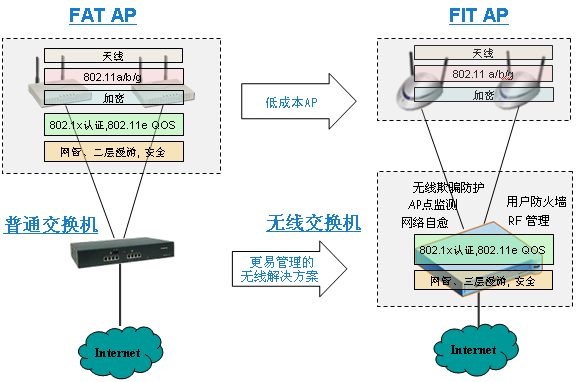 FAT AP
天线
802.11a/b/g
加密
802.1x认证,802.11e QOS
网管、二层漫游, 安全
低成本AP
FIT AP
天线
802.11 a/b/g
加密
普通交换机
无线交换机
更易管理的
无线解决方案
无线欺骗防护
AP点监测
网络自愈
用户防火墙
RF 管理
802.1x认证,802.11e QOS
网管、三层漫游, 安全
Internet
Internet